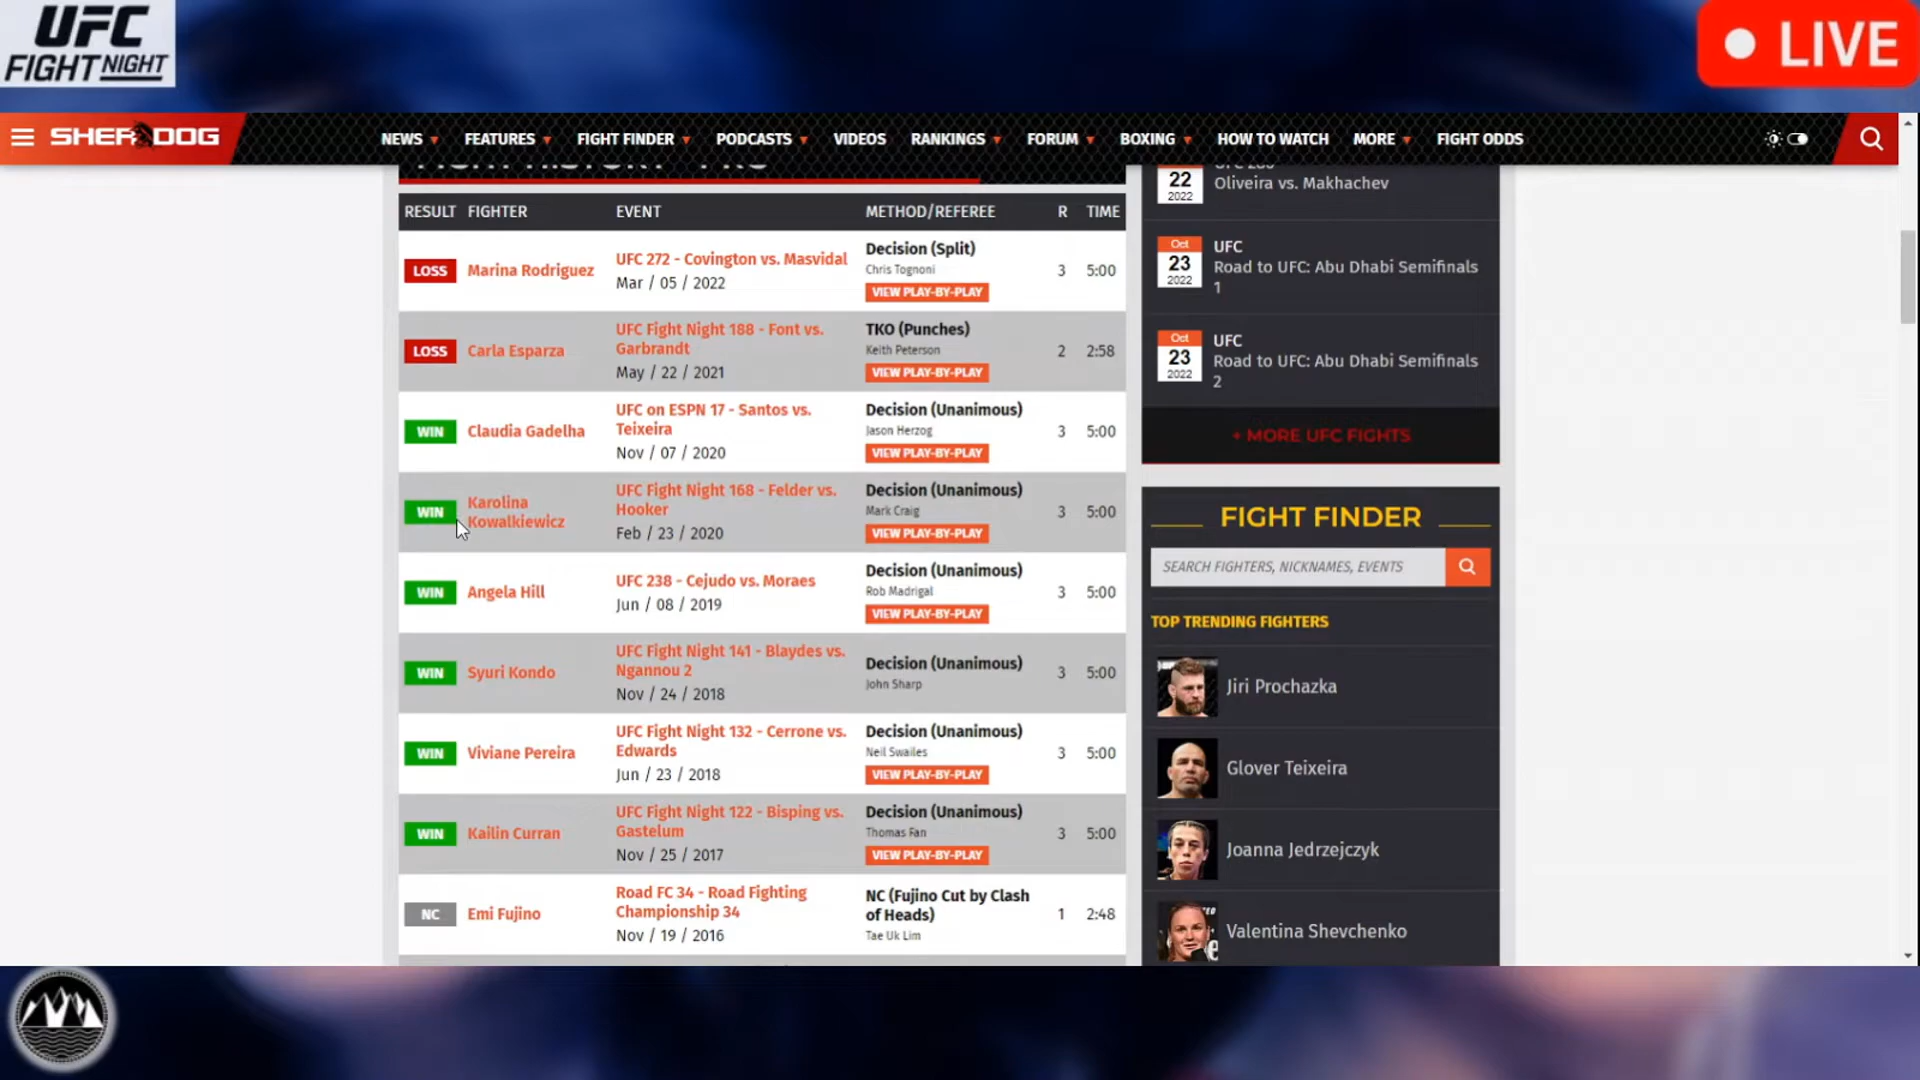 UFC
FIGHT NIGHT
LIVE
SHERDOG
NEWS
FEATURES
FIGHT FINDER
PODCASTS
VIDEOS
RANKINGS
FORUM
BOXING
HOW TO WATCH
MORE
FIGHT ODDS
FIGHT HISTORY - PRO
RESULT FIGHTER EVENT METHOD/REFEREE R TIME
LOSS
Marina Rodriguez
UFC 272 - Covington vs. Masvidal
Mar / 05 / 2022
Decision (Split)
Chris Tognoni
VIEW PLAY-BY-PLAY
3
5:00
LOSS
Carla Esparza
UFC Fight Night 188 - Font vs.
Garbrandt
May / 22 / 2021
TKO (Punches)
Keith Peterson
VIEW PLAY-BY-PLAY
2
2:58
WIN
Claudia Gadelha
UFC on ESPN 17 - Santos vs.
Teixeira
Nov / 07 / 2020
Decision (Unanimous)
Jason Herzog
VIEW PLAY-BY-PLAY
3
5:00
WIN
Karolina
Kowalkiewicz
UFC Fight Night 168 - Felder vs.
Hooker
Feb / 23 / 2020
Decision (Unanimous)
Mark Craig
VIEW PLAY-BY-PLAY
3
5:00
WIN
Angela Hill
UFC 238 - Cejudo vs. Moraes
Jun / 08 / 2019
Decision (Unanimous)
Rob Madrigal
VIEW PLAY-BY-PLAY
3
5:00
WIN
Syuri Kondo
UFC Fight Night 141 - Blaydes vs.
Ngannou 2
Nov / 24 / 2018
Decision (Unanimous)
John Sharp
3
5:00
WIN
Viviane Pereira
UFC Fight Night 132 - Cerrone vs.
Edwards
Jun / 23 / 2018
Decision (Unanimous)
Neil Swailes
VIEW PLAY-BY-PLAY
3
5:00
WIN
Kailin Curran
UFC Fight Night 122 - Bisping vs.
Gastelum
Nov / 25 / 2017
Decision (Unanimous)
Thomas Fan
VIEW PLAY-BY-PLAY
3
5:00
NC
Emi Fujino
Road FC 34 - Road Fighting
Championship 34
Nov / 19 / 2016
NC (Fujino Cut by Clash
of Heads)
Tae Uk Lim
1
2:48
22
2022
UFC 280
Oliveira vs. Makhachev
Oct
23
2022
UFC
Road to UFC: Abu Dhabi Semifinals
1
Oct
23
2022
UFC
Road to UFC: Abu Dhabi Semifinals
2
+ MORE UFC FIGHTS
FIGHT FINDER
SEARCH FIGHTERS, NICKNAMES, EVENTS
TOP TRENDING FIGHTERS
Jiri Prochazka
Glover Teixeira
Joanna Jedrzejczyk
Valentina Shevchenko